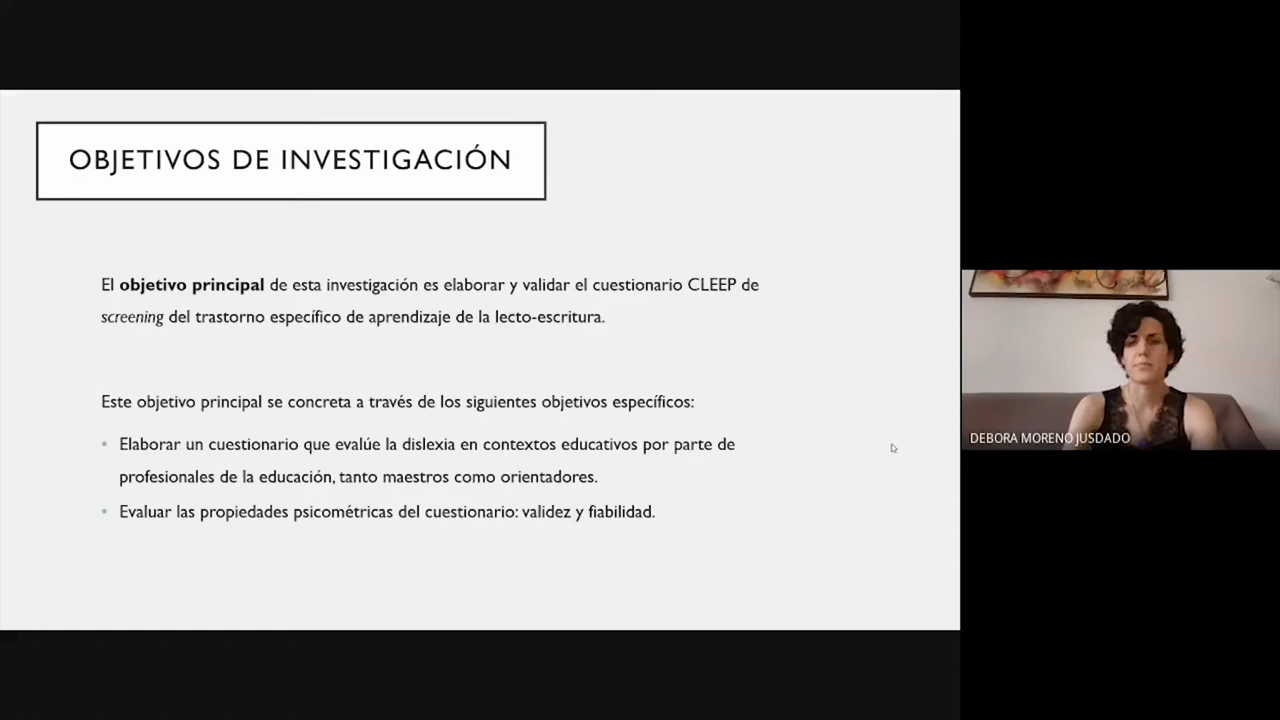 OBJETIVOS DE INVESTIGACIÓN
El objetivo principal de esta investigación es elaborar y validar el cuestionario CLEEP de
screening del trastorno específico de aprendizaje de la lecto-escritura.
Este objetivo principal se concreta a través de los siguientes objetivos específicos:
• Elaborar un cuestionario que evalúe la dislexia en contextos educativos por parte de
profesionales de la educación, tanto maestros como orientadores.
• Evaluar las propiedades psicométricas del cuestionario: validez y fiabilidad.
DEBORA MORENO JUSDADO